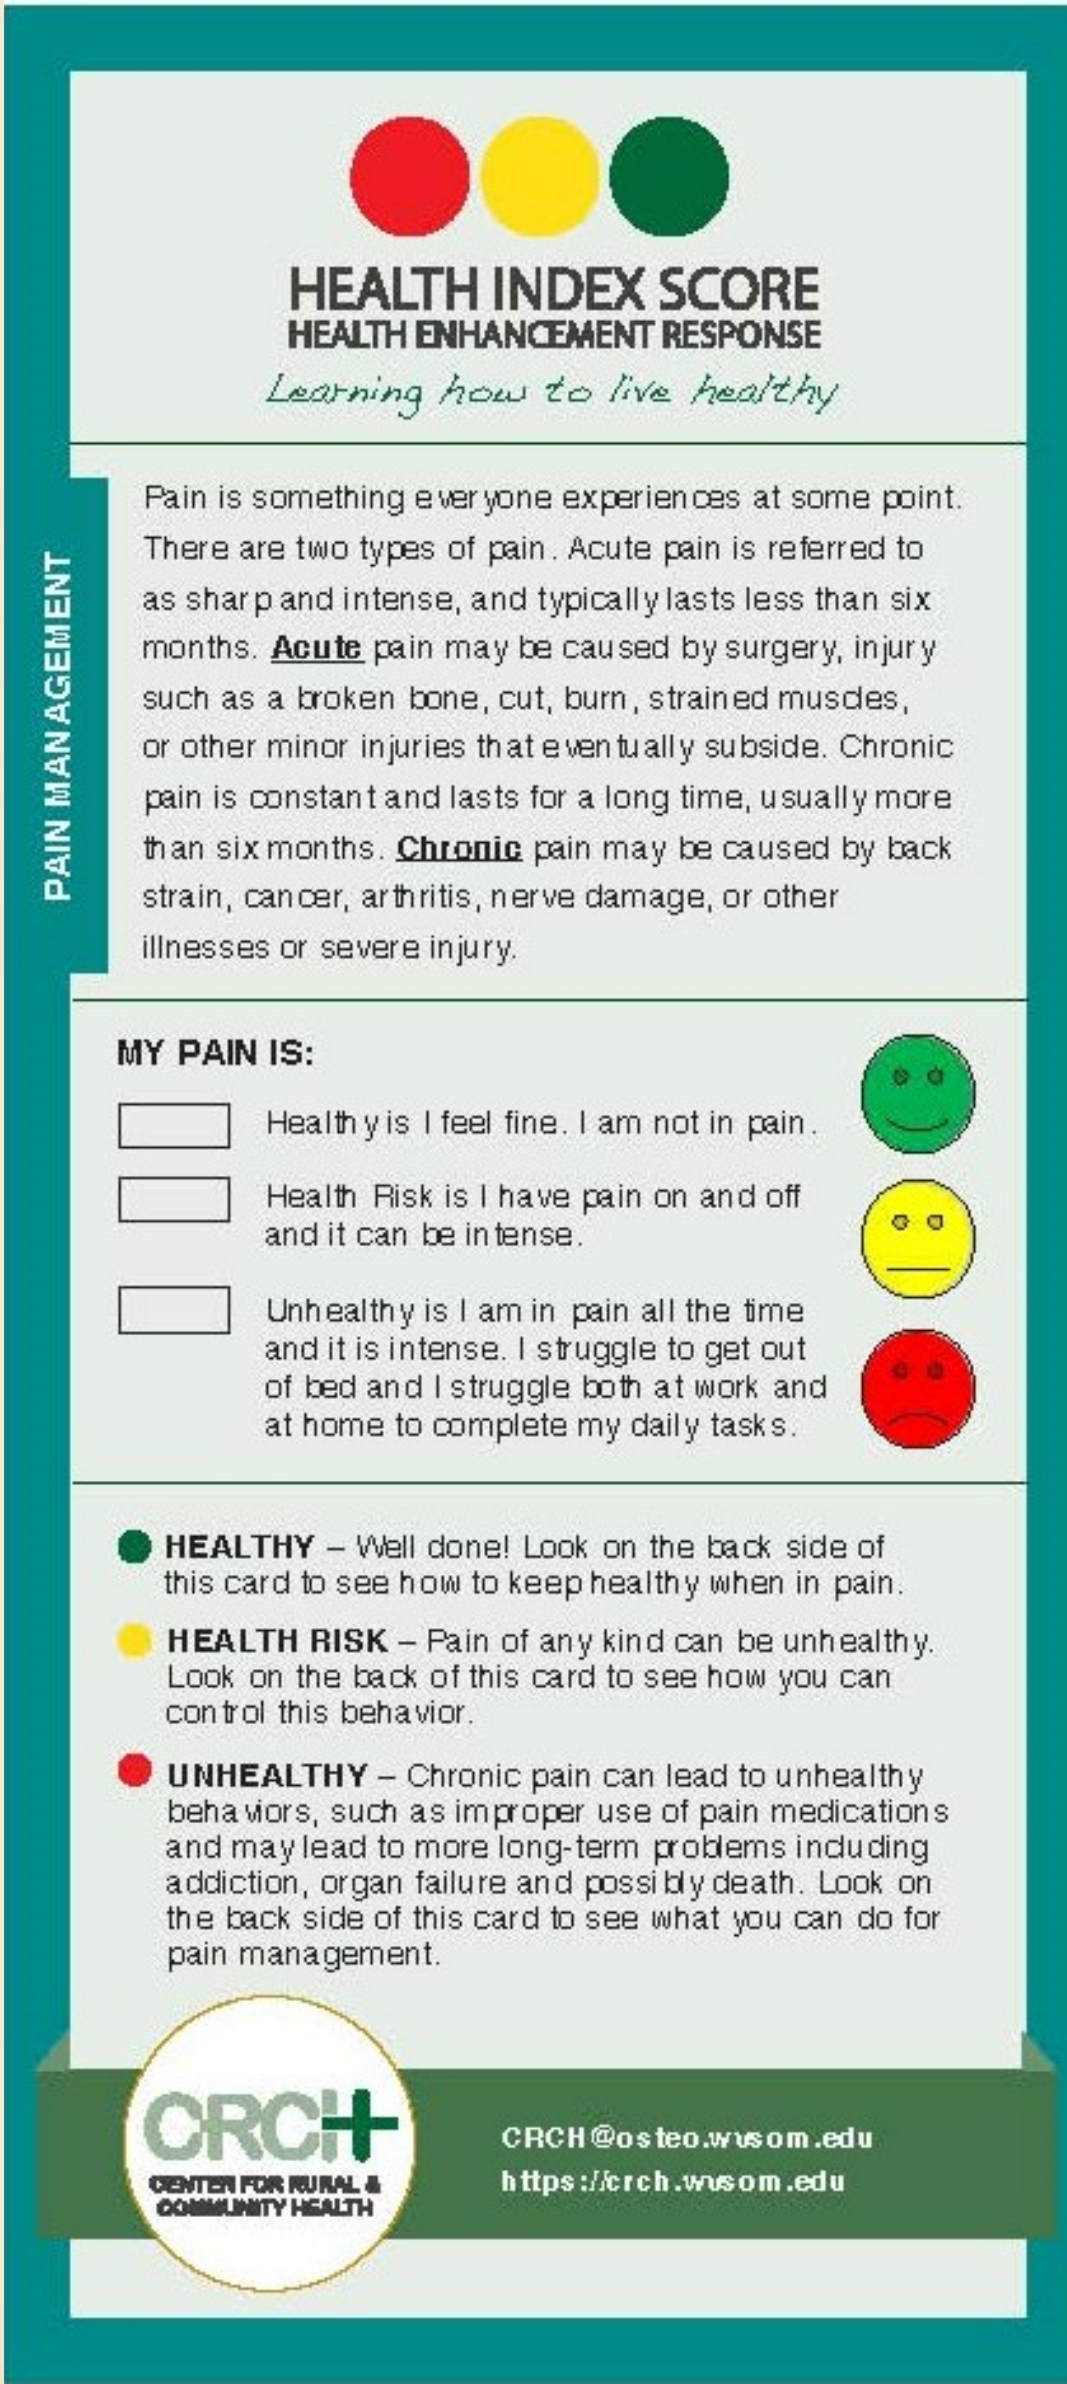 HEALTH INDEX SCORE
HEALTH ENHANCEMENT RESPONSE
Learning how to live healthy
PAIN MANAGEMENT
Pain is something everyone experiences at some point.
There are two types of pain. Acute pain is referred to
as sharp and intense, and typically lasts less than six
months. Acute pain may be caused by surgery, injury
such as a broken bone, cut, burn, strained muscles,
or other minor injuries that eventually subside. Chronic
pain is constant and lasts for a long time, usually more
than six months. Chronic pain may be caused by back
strain, cancer, arthritis, nerve damage, or other
illnesses or severe injury.
MY PAIN IS:
Healthy is I feel fine. I am not in pain.
Health Risk is I have pain on and off
and it can be intense.
Unhealthy is I am in pain all the time
and it is intense. I struggle to get out
of bed and I struggle both at work and
at home to complete my daily tasks.
HEALTHY – Well done! Look on the back side of
this card to see how to keep healthy when in pain.
HEALTH RISK – Pain of any kind can be unhealthy.
Look on the back of this card to see how you can
control this behavior.
UNHEALTHY – Chronic pain can lead to unhealthy
behaviors, such as improper use of pain medications
and may lead to more long-term problems including
addiction, organ failure and possibly death. Look on
the back side of this card to see what you can do for
pain management.
CRCH
CENTER FOR RURAL &
COMMUNITY HEALTH
CRCH@osteo.wvsom.edu
https://crch.wvsom.edu